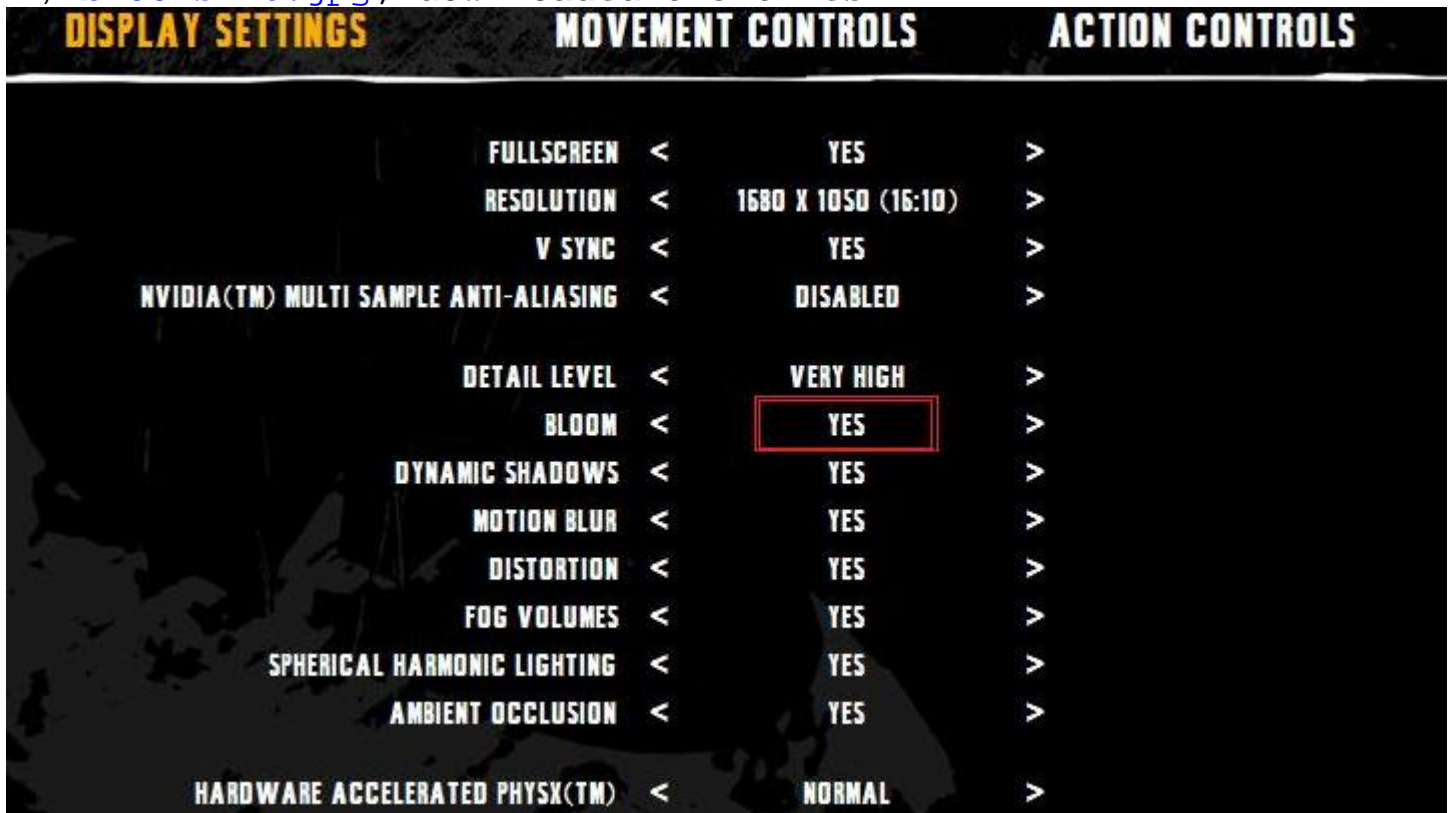 DISPLAY SETTINGS MOVEMENT CONTROLS ACTION CONTROLS
FULLSCREEN < YES >
RESOLUTION < 1680 X 1050 (16:10) >
V SYNC < YES >
NVIDIA(TM) MULTI SAMPLE ANTI-ALIASING < DISABLED >
DETAIL LEVEL < VERY HIGH >
BLOOM < YES >
DYNAMIC SHADOWS < YES >
MOTION BLUR < YES >
DISTORTION < YES >
FOG VOLUMES < YES >
SPHERICAL HARMONIC LIGHTING < YES >
AMBIENT OCCLUSION < YES >
HARDWARE ACCELERATED PHYSX(TM) < NORMAL >